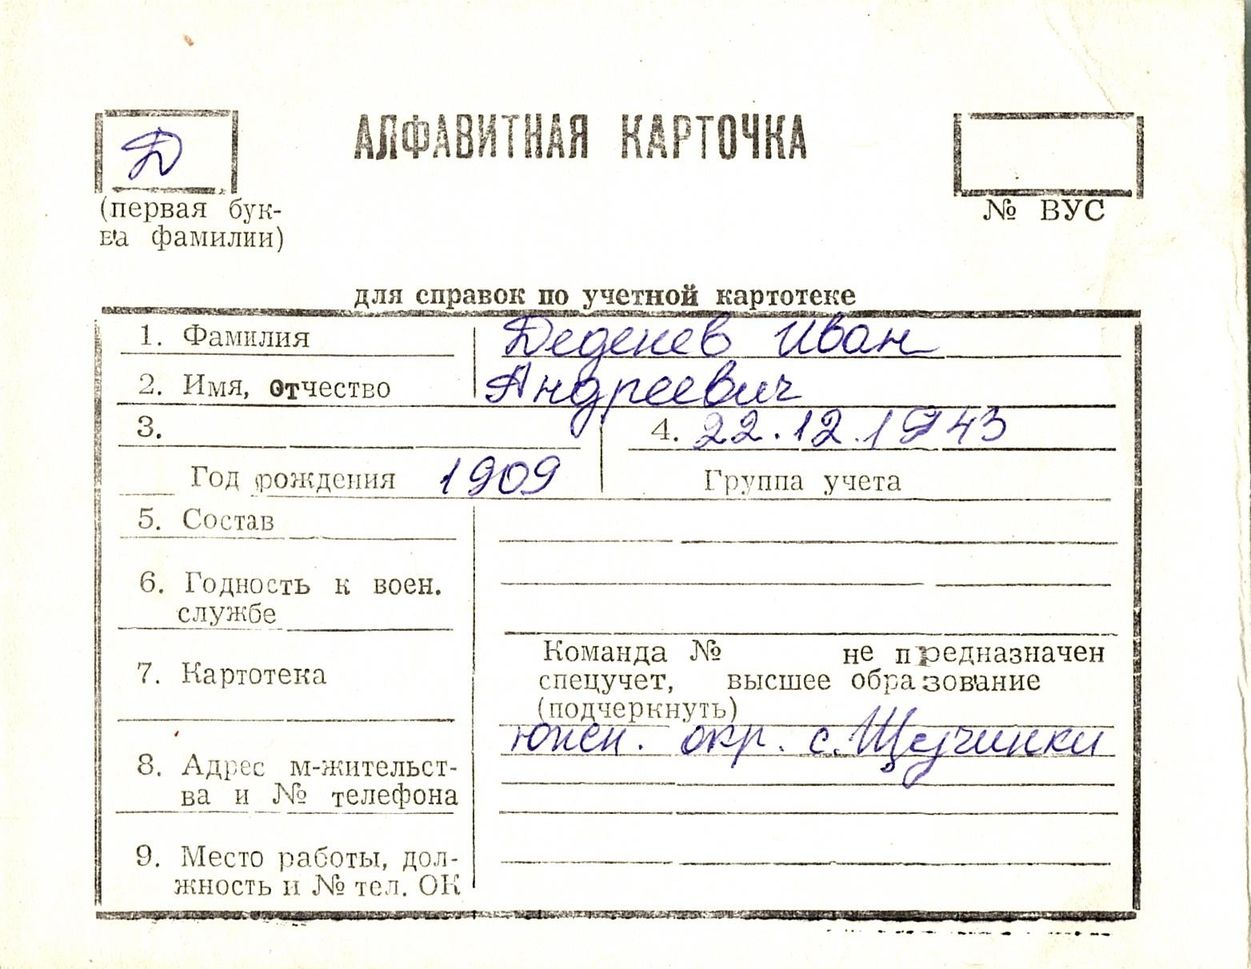 Д
АЛФАВИТНАЯ КАРТОЧКА
(первая бук-
ва фамилии)
№ ВУС
для справок по учетной картотеке
1. Фамилия Деденев Иван
2. Имя, отчество Андреевич
3. 4. 22.12.1943
Год рождения 1909 Группа учета
5. Состав
6. Годность к воен.
службе
Команда № не предназначен
7. Картотека спецучет, высшее образование
(подчеркнуть)
южн. окр. с. Щучинки
8. Адрес м-жительст-
ва и № телефона
9. Место работы, дол-
жность и № тел. ОК